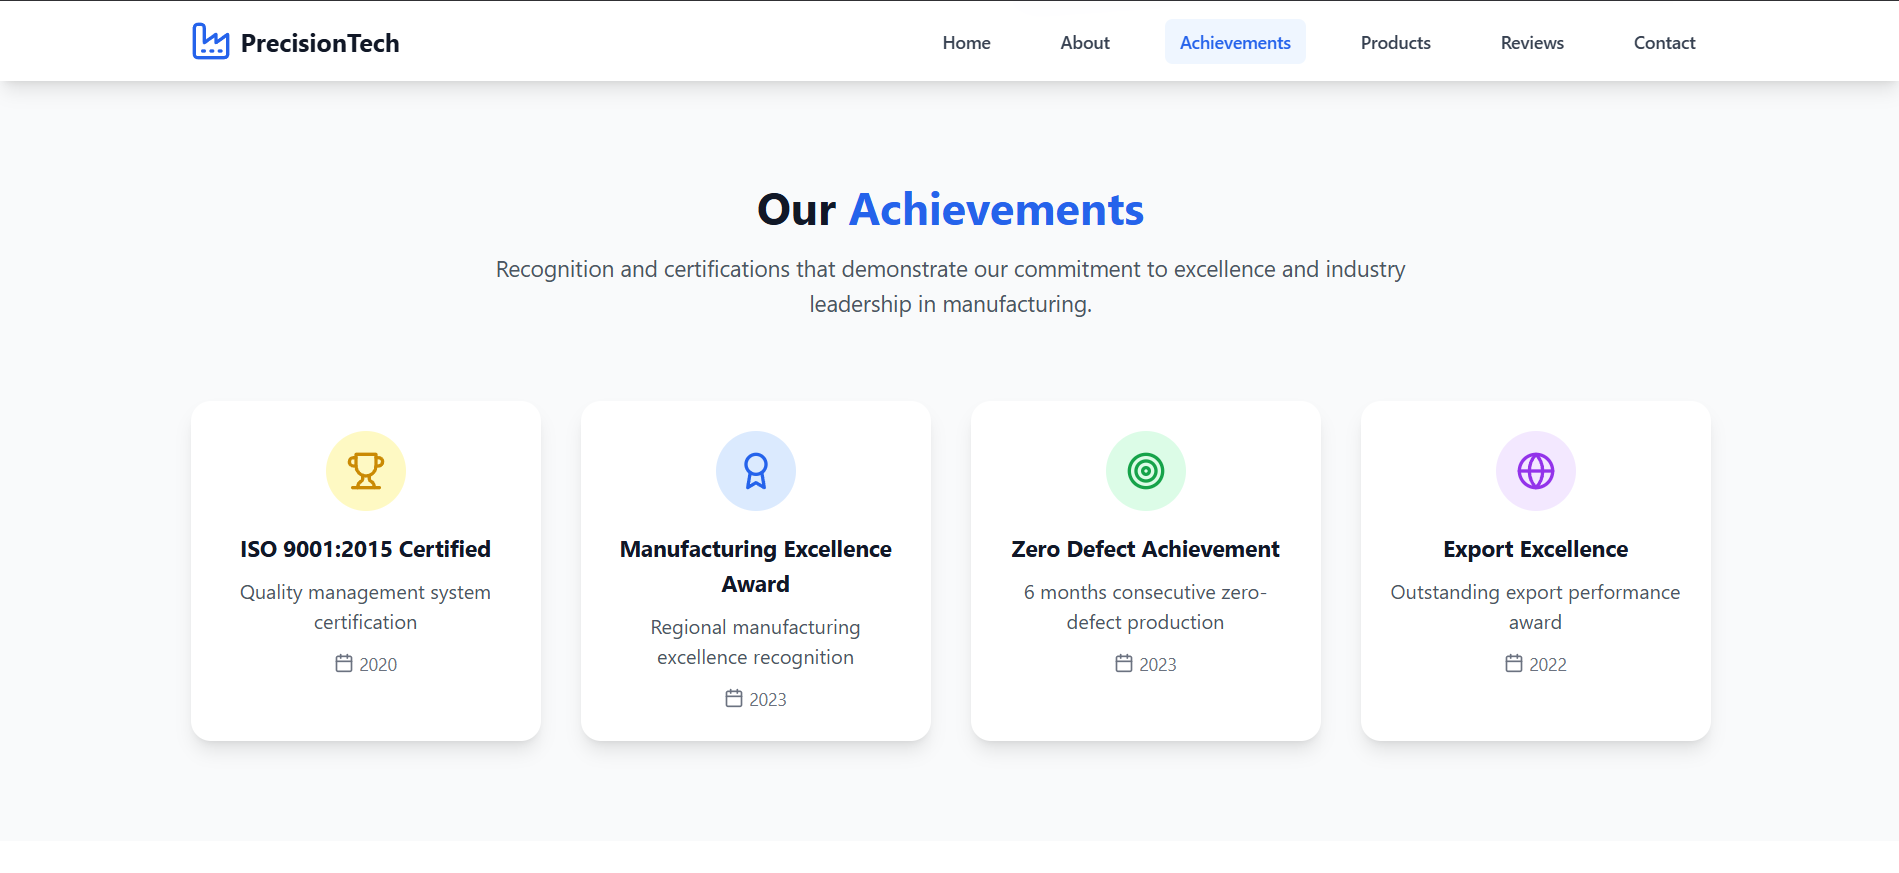 PrecisionTech
Home
About
Achievements
Products
Reviews
Contact
Our Achievements
Recognition and certifications that demonstrate our commitment to excellence and industry
leadership in manufacturing.
ISO 9001:2015 Certified
Quality management system
certification
2020
Manufacturing Excellence
Award
Regional manufacturing
excellence recognition
2023
Zero Defect Achievement
6 months consecutive zero-
defect production
2023
Export Excellence
Outstanding export performance
award
2022